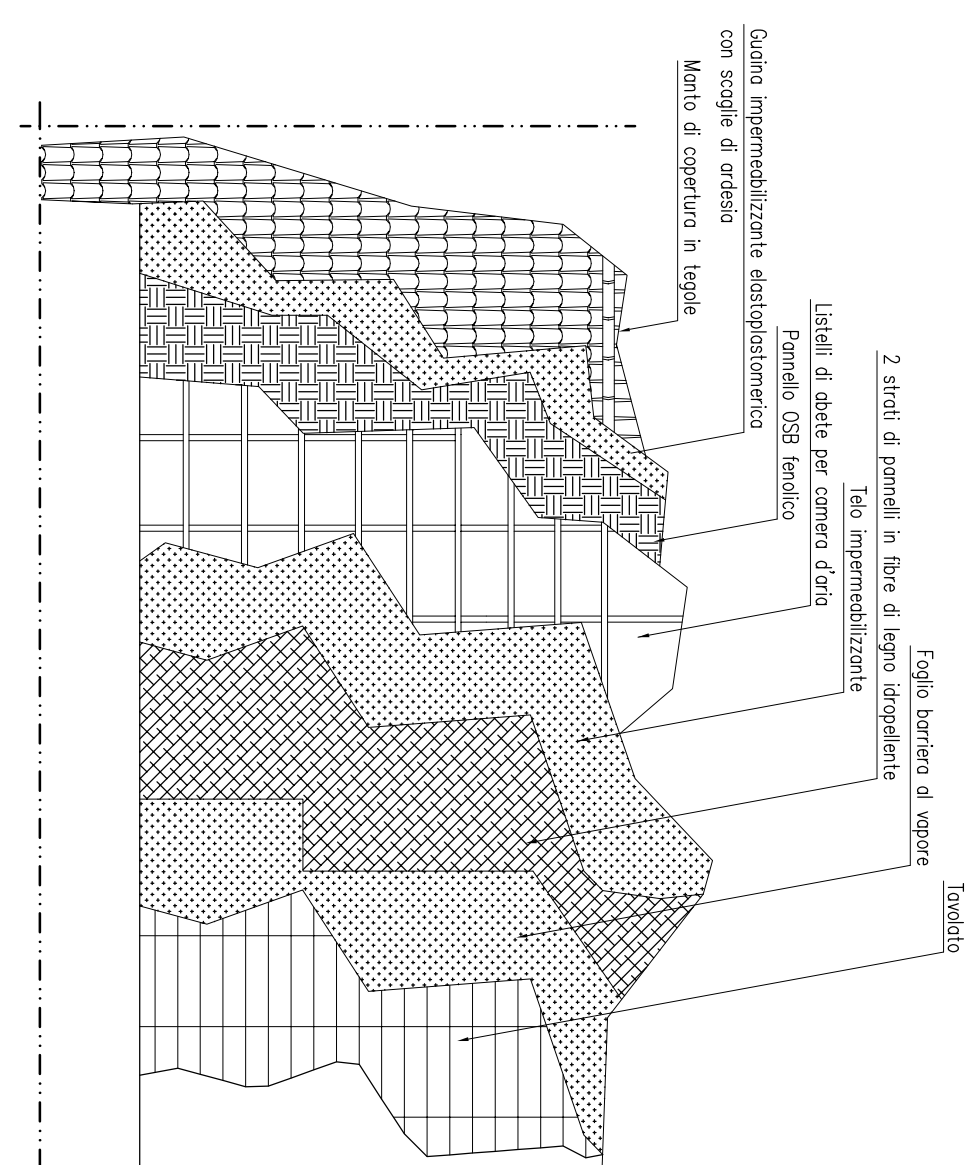 Guaina impermeabilizzante elastoplastomerica
con scaglie di ardesia
Manto di copertura in tegole
Listelli di abete per camera d'aria
Pannello OSB fenolico
2 strati di pannelli in fibre di legno idropellente
Telo impermeabilizzante
Foglio barriera al vapore
Tavolato